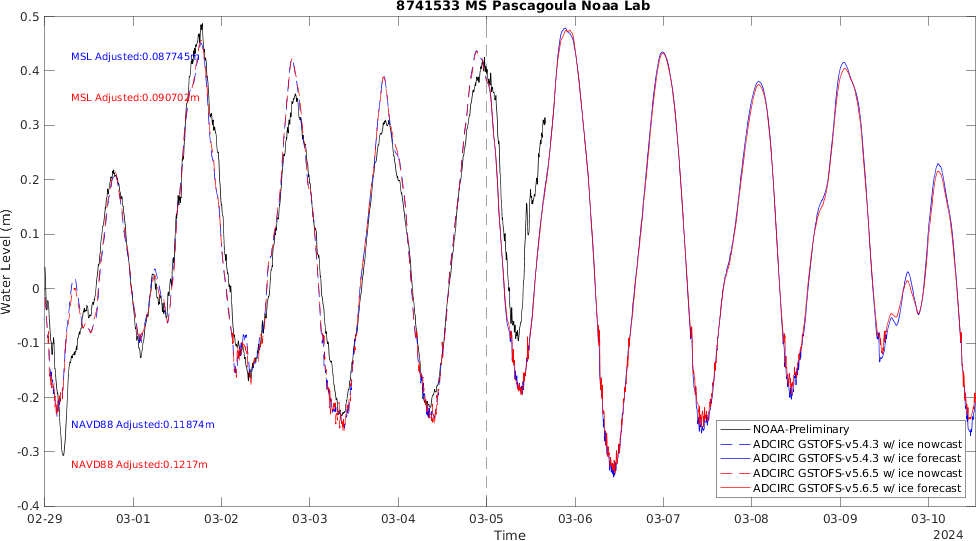 8741533 MS Pascagoula Noaa Lab
0.5
0.4
0.3
0.2
0.1
0
-0.1
-0.2
-0.3
-0.4
Water Level (m)
MSL Adjusted:0.087745m
MSL Adjusted:0.090702m
NAVD88 Adjusted:0.11874m
NAVD88 Adjusted:0.1217m
NOAA-Preliminary
ADCIRC GSTOFS-v5.4.3 w/ ice nowcast
ADCIRC GSTOFS-v5.4.3 w/ ice forecast
ADCIRC GSTOFS-v5.6.5 w/ ice nowcast
ADCIRC GSTOFS-v5.6.5 w/ ice forecast
02-29 03-01 03-02 03-03 03-04 03-05 03-06 03-07 03-08 03-09 03-10
Time
2024